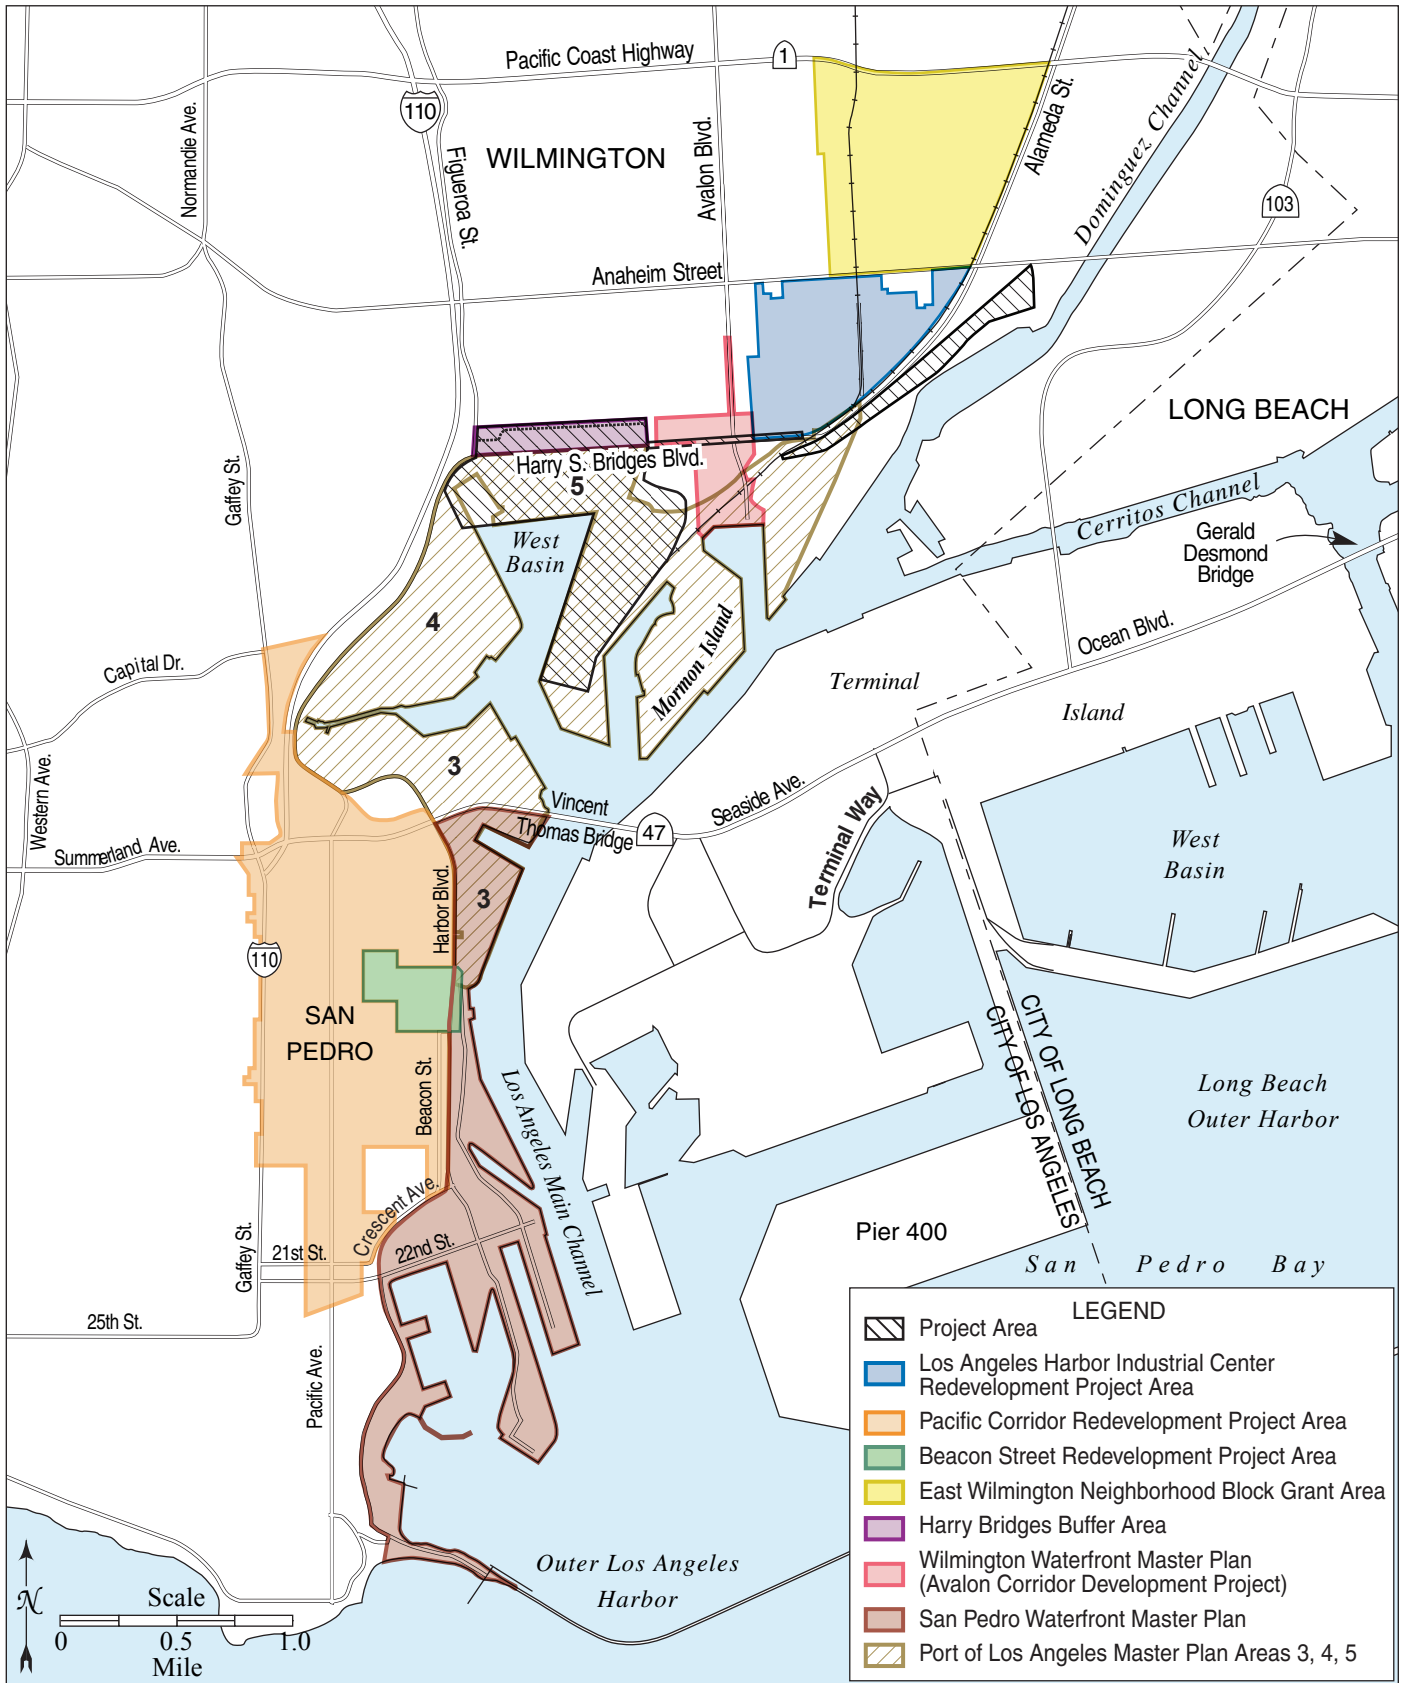 Pacific Coast Highway
1
110
Normandie Ave.
Figueroa St.
WILMINGTON
Avalon Blvd.
Alameda St.
Dominguez Channel
103
Anaheim Street
LONG BEACH
Gaffey St.
Harry S. Bridges Blvd.
5
West
Basin
Cerritos Channel
Gerald
Desmond
Bridge
4
Mormon Island
Ocean Blvd.
Capital Dr.
Terminal
Island
3
Western Ave.
Vincent
Thomas Bridge
47
Seaside Ave.
Terminal Way
West
Basin
Summerland Ave.
Harbor Blvd.
3
110
SAN
PEDRO
Beacon St.
Los Angeles Main Channel
CITY OF LONG BEACH
CITY OF LOS ANGELES
Long Beach
Outer Harbor
Crescent Ave.
Pier 400
Gaffey St.
21st St.
22nd St.
San Pedro Bay
25th St.
Pacific Ave.
Outer Los Angeles
Harbor
N
Scale
0 0.5 1.0
Mile
LEGEND
Project Area
Los Angeles Harbor Industrial Center
Redevelopment Project Area
Pacific Corridor Redevelopment Project Area
Beacon Street Redevelopment Project Area
East Wilmington Neighborhood Block Grant Area
Harry Bridges Buffer Area
Wilmington Waterfront Master Plan
(Avalon Corridor Development Project)
San Pedro Waterfront Master Plan
Port of Los Angeles Master Plan Areas 3, 4, 5